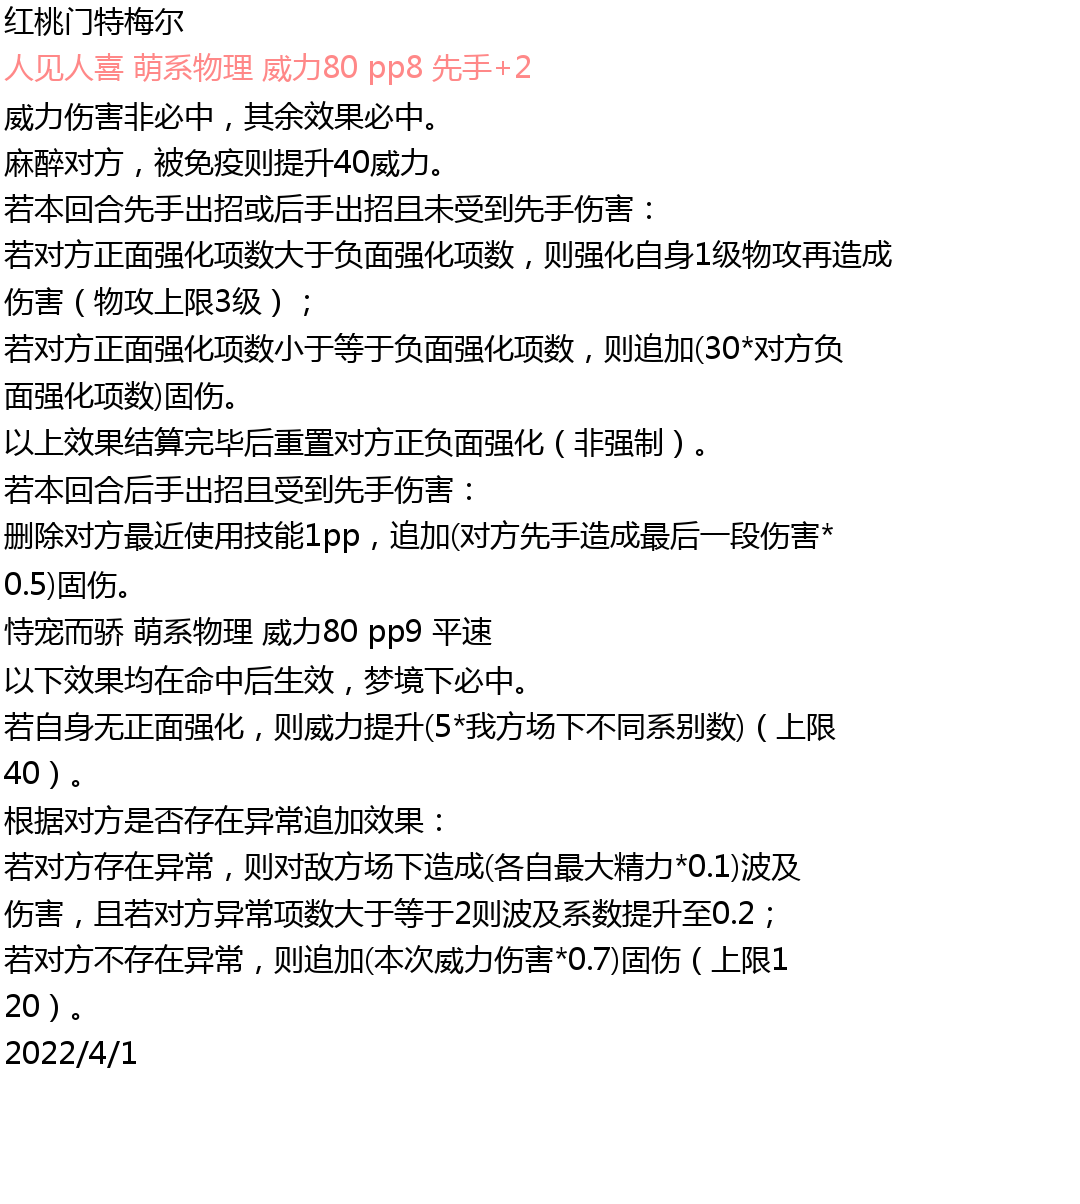 红桃门特梅尔
人见人喜 萌系物理 威力80 pp8 先手+2
威力伤害非必中，其余效果必中。
麻醉对方，被免疫则提升40威力。
若本回合先手出招或后手出招且未受到先手伤害：
若对方正面强化项数大于负面强化项数，则强化自身1级物攻再造成
伤害（物攻上限3级）；
若对方正面强化项数小于等于负面强化项数，则追加(30*对方负
面强化项数)固伤。
以上效果结算完毕后重置对方正负面强化（非强制）。
若本回合后手出招且受到先手伤害：
删除对方最近使用技能1pp，追加(对方先手造成最后一段伤害*
0.5)固伤。
恃宠而骄 萌系物理 威力80 pp9 平速
以下效果均在命中后生效，梦境下必中。
若自身无正面强化，则威力提升(5*我方场下不同系别数)（上限
40）。
根据对方是否存在异常追加效果：
若对方存在异常，则对敌方场下造成(各自最大精力*0.1)波及
伤害，且若对方异常项数大于等于2则波及系数提升至0.2；
若对方不存在异常，则追加(本次威力伤害*0.7)固伤（上限1
20）。
2022/4/1